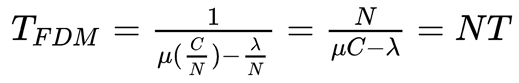 $T_{FDM} = \frac{1}{\mu(\frac{C}{N})-\frac{\lambda}{N}} = \frac{N}{\mu C-\lambda} = NT$